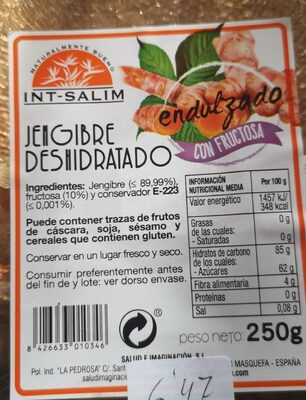 NATURALMENTE BUENO
INT-SALIM
endulzado
CON FRUCTOSA
JENGIBRE
DESHIDRATADO
Ingredientes: Jengibre (≤ 89,99%),
fructosa (10%) y conservador E-223
(≤ 0,001%).
Puede contener trazas de frutos
de cáscara, soja, sésamo y
cereales que contienen gluten.
Conservar en un lugar fresco y seco.
Consumir preferentemente antes
del fin de y lote: ver dorso envase.
INFORMACIÓN
NUTRICIONAL MEDIA
Por 100 g
Valor energético
1457 kJ/
348 kcal
Grasas
0 g
de las cuales:
- Saturadas
0 g
Hidratos de carbono
85 g
de los cuales:
- Azúcares
62 g
Fibra alimentaria
4 g
Proteínas
0 g
Sal
0,08 g
peso neto: 250g
8 426633 010346
SALUD E IMAGINACIÓN, S.L.
Pol. Ind. "LA PEDROSA" C/ Sant
MASQUEFA - ESPAÑA
saludimaginacio
.com
6'47